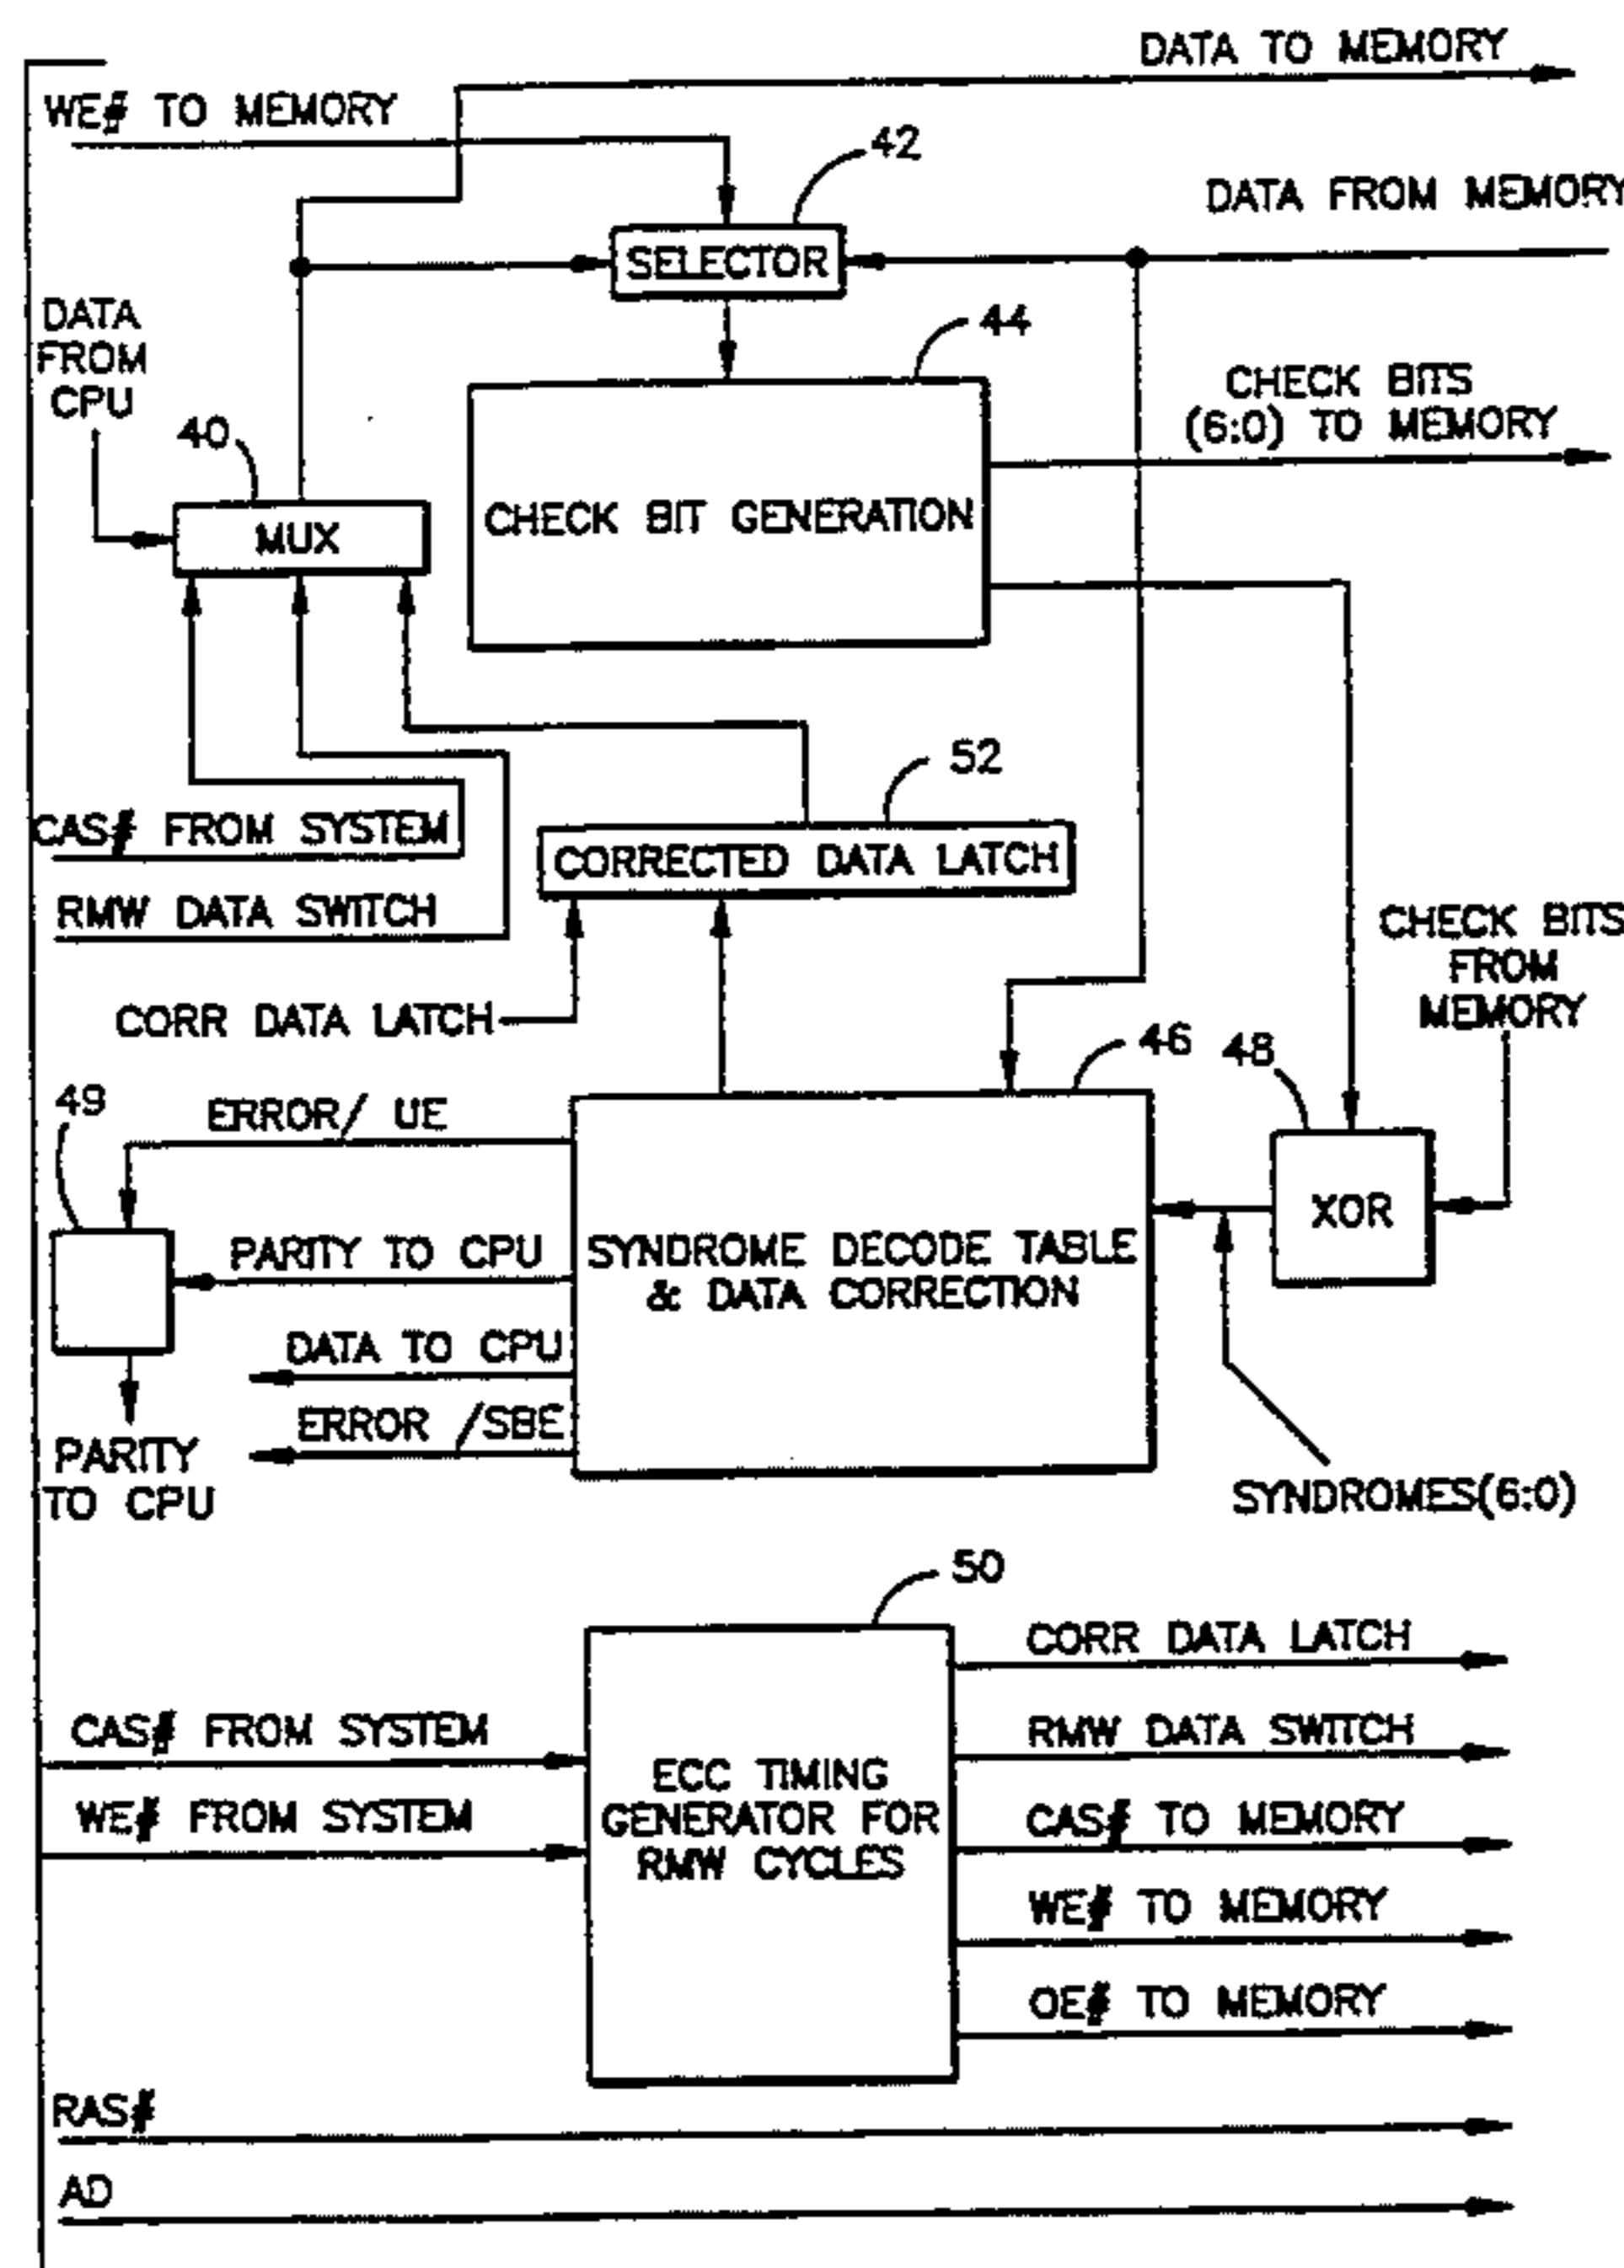 DATA TO MEMORY
WE# TO MEMORY
42
DATA FROM MEMORY
SELECTOR
DATA
FROM
CPU
44
CHECK BITS
(6:0) TO MEMORY
40
MUX
CHECK BIT GENERATION
52
CAS# FROM SYSTEM
CORRECTED DATA LATCH
RMW DATA SWITCH
CHECK BITS
FROM
MEMORY
CORR DATA LATCH
46
48
49
ERROR/ UE
XOR
PARITY TO CPU
SYNDROME DECODE TABLE
& DATA CORRECTION
DATA TO CPU
ERROR /SBE
PARITY
TO CPU
SYNDROMES(6:0)
50
CORR DATA LATCH
CAS# FROM SYSTEM
RMW DATA SWITCH
ECC TIMING
GENERATOR FOR
RMW CYCLES
WE# FROM SYSTEM
CAS# TO MEMORY
WE# TO MEMORY
OE# TO MEMORY
RAS#
AD